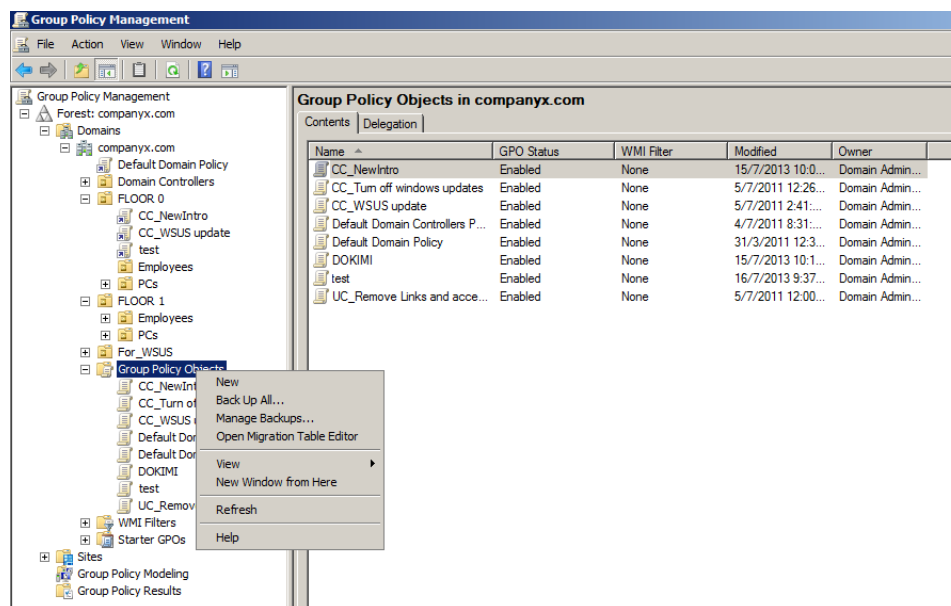 Group Policy Management
File Action View Window Help
Group Policy Management
Forest: companyx.com
Domains
companyx.com
Default Domain Policy
Domain Controllers
FLOOR 0
CC_NewIntro
CC_WSUS update
test
Employees
PCs
FLOOR 1
Employees
PCs
For_WSUS
Group Policy Objects
CC_NewInt
CC_Turn of
CC_WSUS
Default Dor
Default Dor
DOKIMI
test
UC_Remov
WMI Filters
Starter GPOs
Sites
Group Policy Modeling
Group Policy Results
New
Back Up All...
Manage Backups...
Open Migration Table Editor
View
New Window from Here
Refresh
Help
Group Policy Objects in companyx.com
Contents Delegation
Name GPO Status WMI Filter Modified Owner
CC_NewIntro Enabled None 15/7/2013 10:0... Domain Admin...
CC_Turn off windows updates Enabled None 5/7/2011 12:26... Domain Admin...
CC_WSUS update Enabled None 5/7/2011 2:41:... Domain Admin...
Default Domain Controllers P... Enabled None 4/7/2011 8:31:... Domain Admin...
Default Domain Policy Enabled None 31/3/2011 12:3... Domain Admin...
DOKIMI Enabled None 15/7/2013 10:1... Domain Admin...
test Enabled None 16/7/2013 9:37... Domain Admin...
UC_Remove Links and acce... Enabled None 5/7/2011 12:00... Domain Admin...